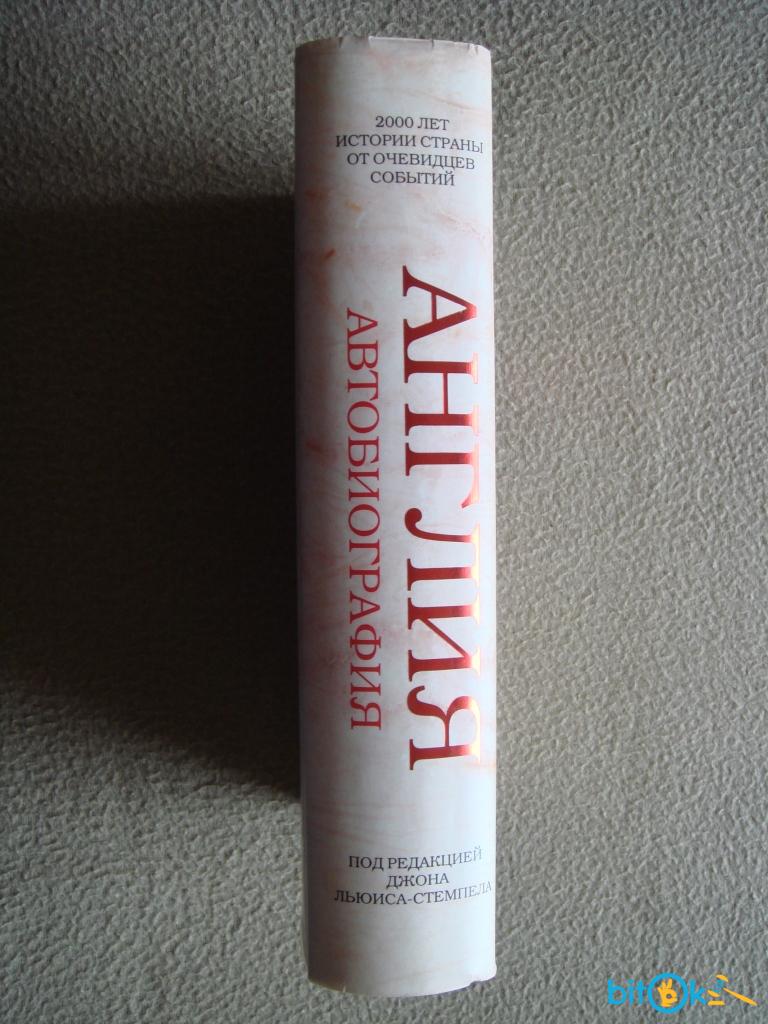 2000 ЛЕТ
ИСТОРИИ СТРАНЫ
ОТ ОЧЕВИДЦЕВ
СОБЫТИЙ
АНГЛИЯ
АВТОБИОГРАФИЯ
ПОД РЕДАКЦИЕЙ
ДЖОНА
ЛЬЮИСА-СТЕМПЕЛА
bitok